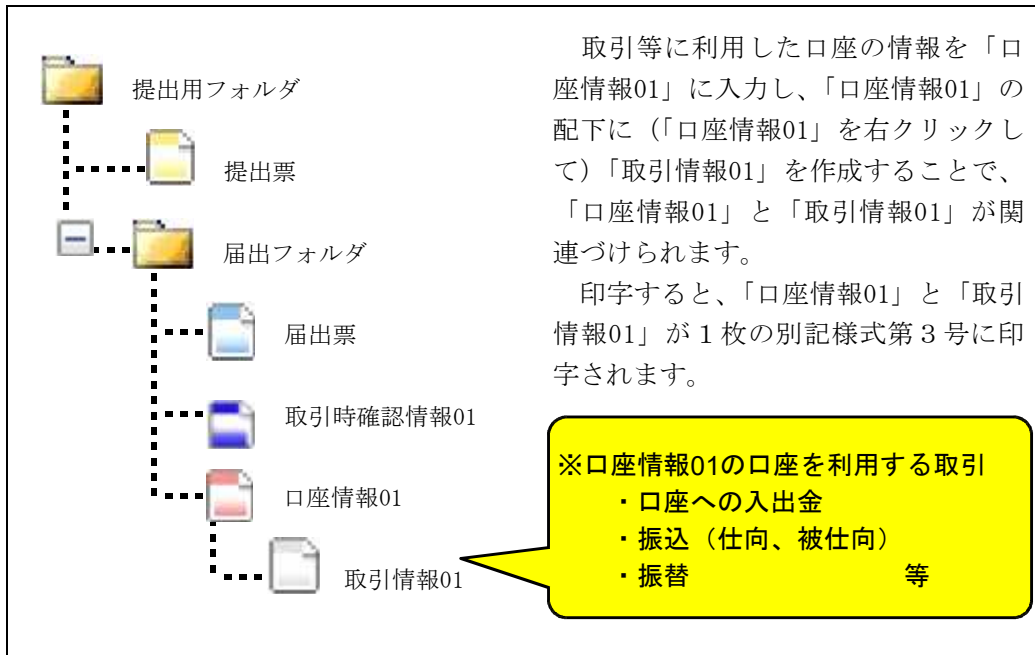 提出用フォルダ
提出票
届出フォルダ
届出票
取引時確認情報01
口座情報01
取引情報01
　取引等に利用した口座の情報を「口
座情報01」に入力し、「口座情報01」の
配下に（「口座情報01」を右クリックし
て）「取引情報01」を作成することで、
「口座情報01」と「取引情報01」が関
連づけられます。
　印字すると、「口座情報01」と「取引
情報01」が１枚の別記様式第３号に印
字されます。
※口座情報01の口座を利用する取引
・口座への入出金
・振込（仕向、被仕向）
・振替　　　　　　　　等